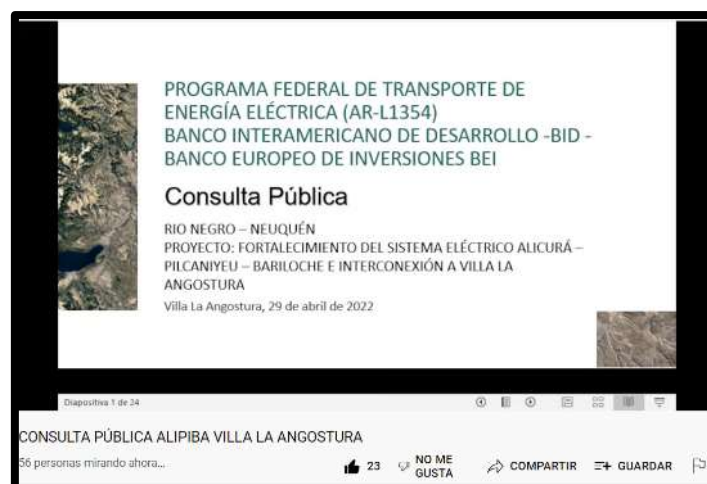 PROGRAMA FEDERAL DE TRANSPORTE DE
ENERGÍA ELÉCTRICA (AR-L1354)
BANCO INTERAMERICANO DE DESARROLLO -BID -
BANCO EUROPEO DE INVERSIONES BEI
Consulta Pública
RIO NEGRO – NEUQUÉN
PROYECTO: FORTALECIMIENTO DEL SISTEMA ELÉCTRICO ALICURÁ –
PILCANIYEU – BARILOCHE E INTERCONEXIÓN A VILLA LA
ANGOSTURA
Villa La Angostura, 29 de abril de 2022
Diapositiva 1 de 24
CONSULTA PÚBLICA ALIPIBA VILLA LA ANGOSTURA
56 personas mirando ahora...
23
NO ME
GUSTA
COMPARTIR
GUARDAR